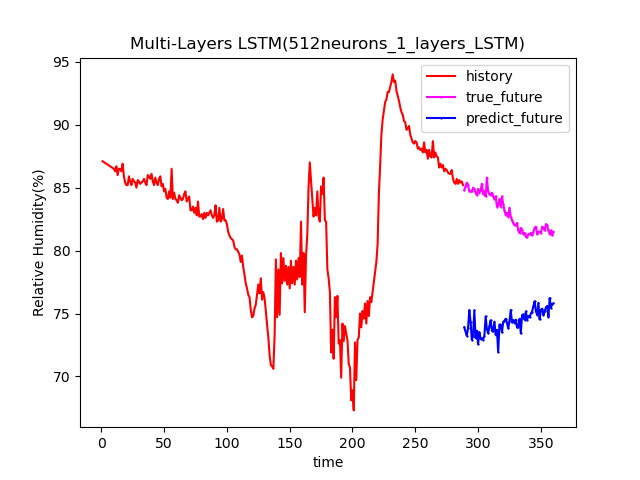 Multi-Layers LSTM(512neurons_1_layers_LSTM)
history
true_future
predict_future
Relative Humidity(%)
95
90
85
80
75
70
0
50
100
150
200
250
300
350
time